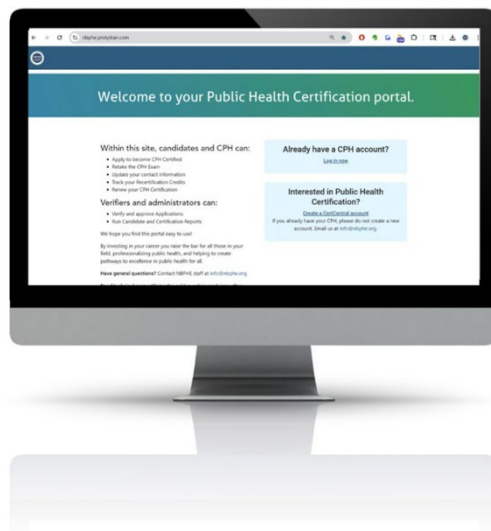 nbphe.ymlystian.com
Welcome to your Public Health Certification portal.
Within this site, candidates and CPH can:
Apply to become CPH Certified
Retake the CPH Exam
Update your contact information
Track your Recertification Credits
Renew your CPH Certification
Verifiers and administrators can:
Verify and approve Applications
Run Candidate and Certification Reports
We hope you find this portal easy to use!
By investing in your career you raise the bar for all those in your
field, professionalizing public health, and helping to create
pathways to excellence in public health for all.
Have general questions? Contact NBPHE staff at info@nbphe.org.
Already have a CPH account?
Log in now
Interested in Public Health
Certification?
Create a CertCentral account
If you already have your CPH, please do not create a new
account. Email us at info@nbphe.org.